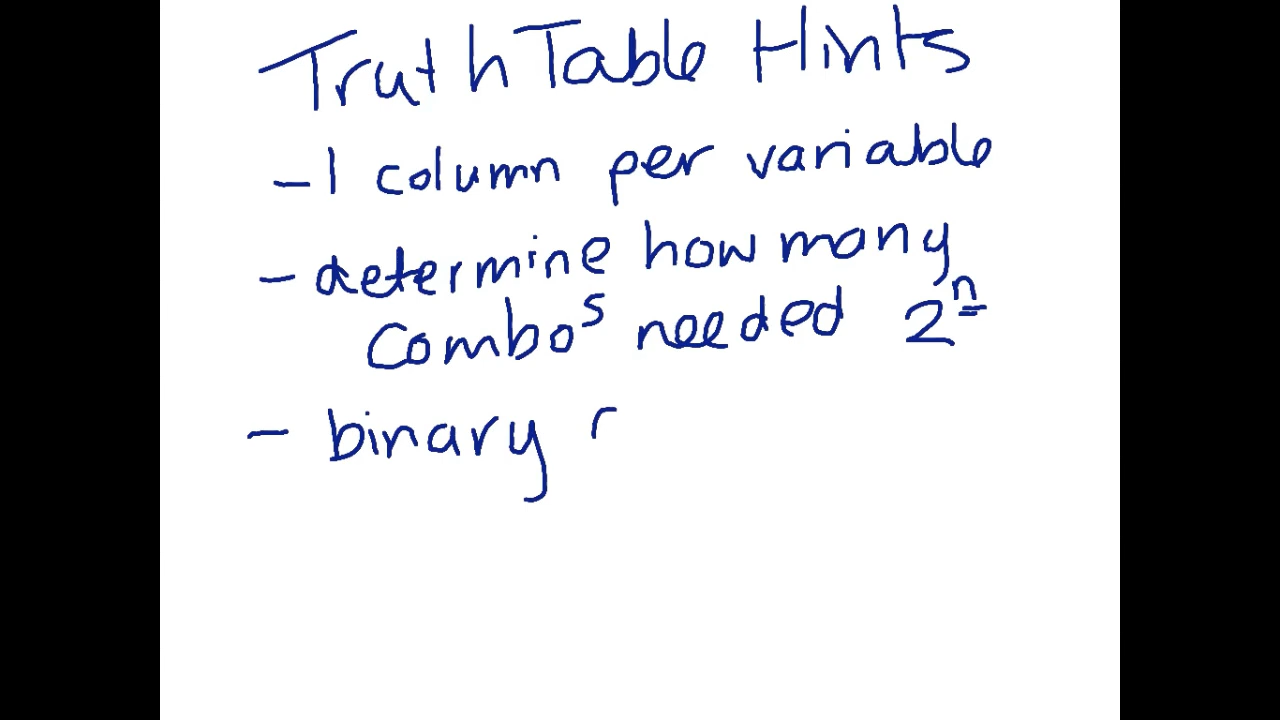 Truth Table Hints
- 1 column per variable
- determine how many
combos needed 2ⁿ
- binary